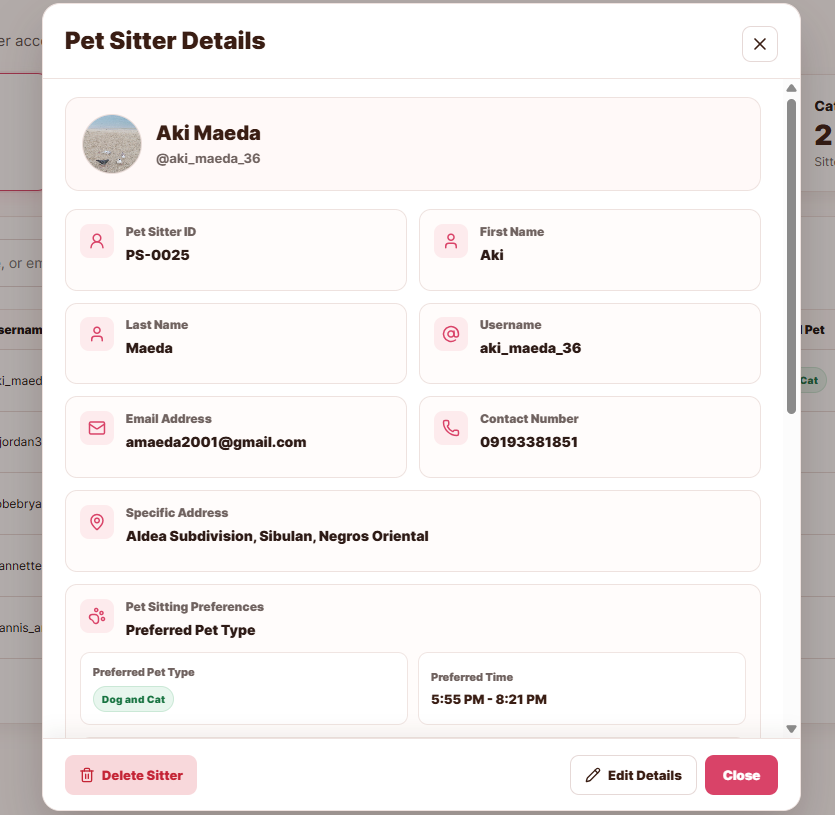 Pet Sitter Details
er acc
Aki Maeda
@aki_maeda_36
Pet Sitter ID
PS-0025
First Name
Aki
Last Name
Maeda
Username
aki_maeda_36
Email Address
amaeda2001@gmail.com
Contact Number
09193381851
Specific Address
Aldea Subdivision, Sibulan, Negros Oriental
Pet Sitting Preferences
Preferred Pet Type
Preferred Pet Type
Dog and Cat
Preferred Time
5:55 PM - 8:21 PM
Delete Sitter
Edit Details
Close
, or em
sernam
ki_maed
jordan3
obebrya
annette
annis_a
Cat
2
Sitt
Pet
Cat